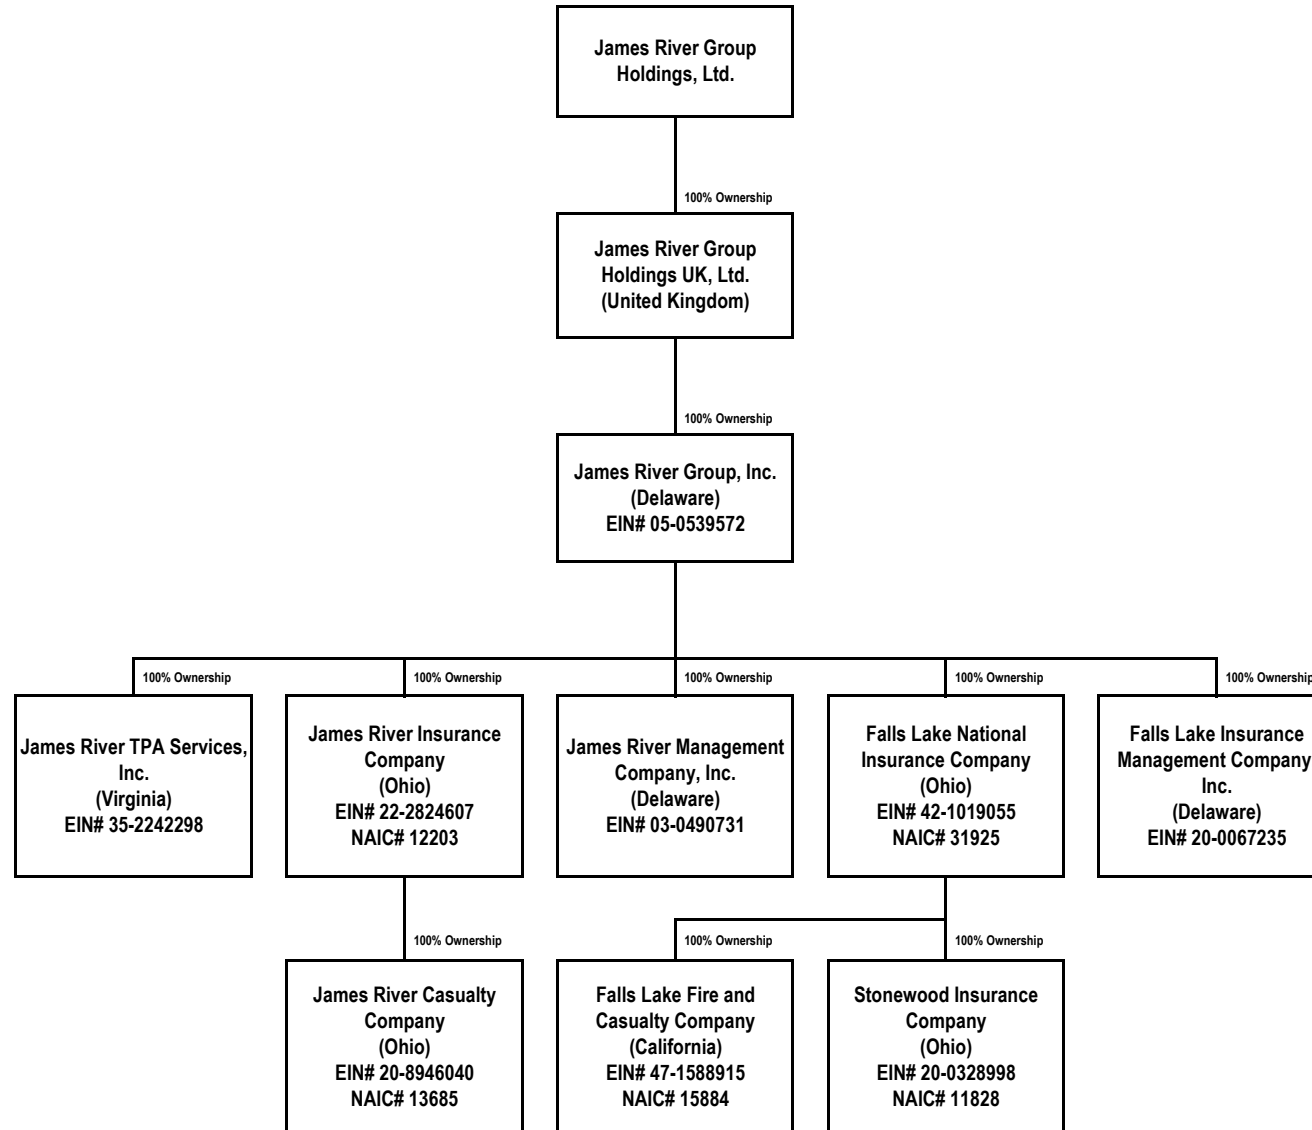 James River Group
Holdings, Ltd.
100% Ownership
James River Group
Holdings UK, Ltd.
(United Kingdom)
100% Ownership
James River Group, Inc.
(Delaware)
EIN# 05-0539572
100% Ownership
James River TPA Services,
Inc.
(Virginia)
EIN# 35-2242298
100% Ownership
James River Insurance
Company
(Ohio)
EIN# 22-2824607
NAIC# 12203
100% Ownership
James River Management
Company, Inc.
(Delaware)
EIN# 03-0490731
100% Ownership
Falls Lake National
Insurance Company
(Ohio)
EIN# 42-1019055
NAIC# 31925
100% Ownership
Falls Lake Insurance
Management Company
Inc.
(Delaware)
EIN# 20-0067235
100% Ownership
James River Casualty
Company
(Ohio)
EIN# 20-8946040
NAIC# 13685
100% Ownership
Falls Lake Fire and
Casualty Company
(California)
EIN# 47-1588915
NAIC# 15884
100% Ownership
Stonewood Insurance
Company
(Ohio)
EIN# 20-0328998
NAIC# 11828